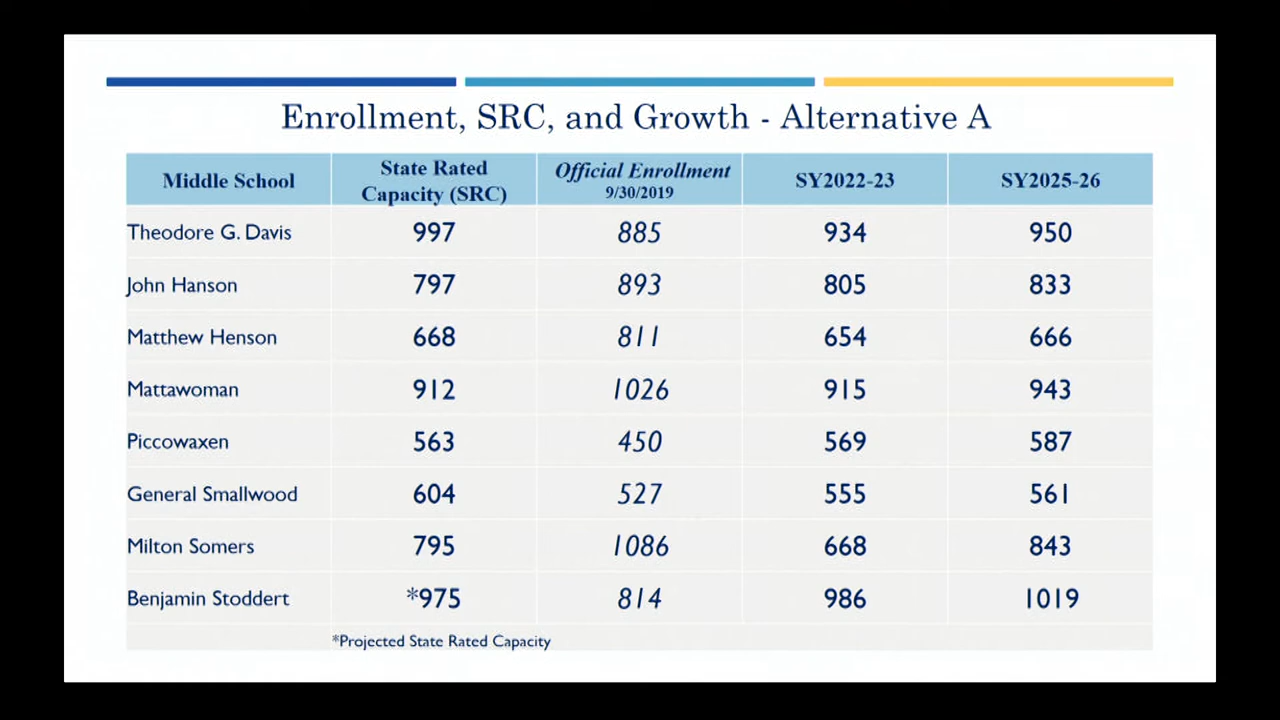 Enrollment, SRC, and Growth - Alternative A
Middle School State Rated Capacity (SRC) Official Enrollment 9/30/2019 SY2022-23 SY2025-26
Theodore G. Davis 997 885 934 950
John Hanson 797 893 805 833
Matthew Henson 668 811 654 666
Mattawoman 912 1026 915 943
Piccowaxen 563 450 569 587
General Smallwood 604 527 555 561
Milton Somers 795 1086 668 843
Benjamin Stoddert *975 814 986 1019
*Projected State Rated Capacity